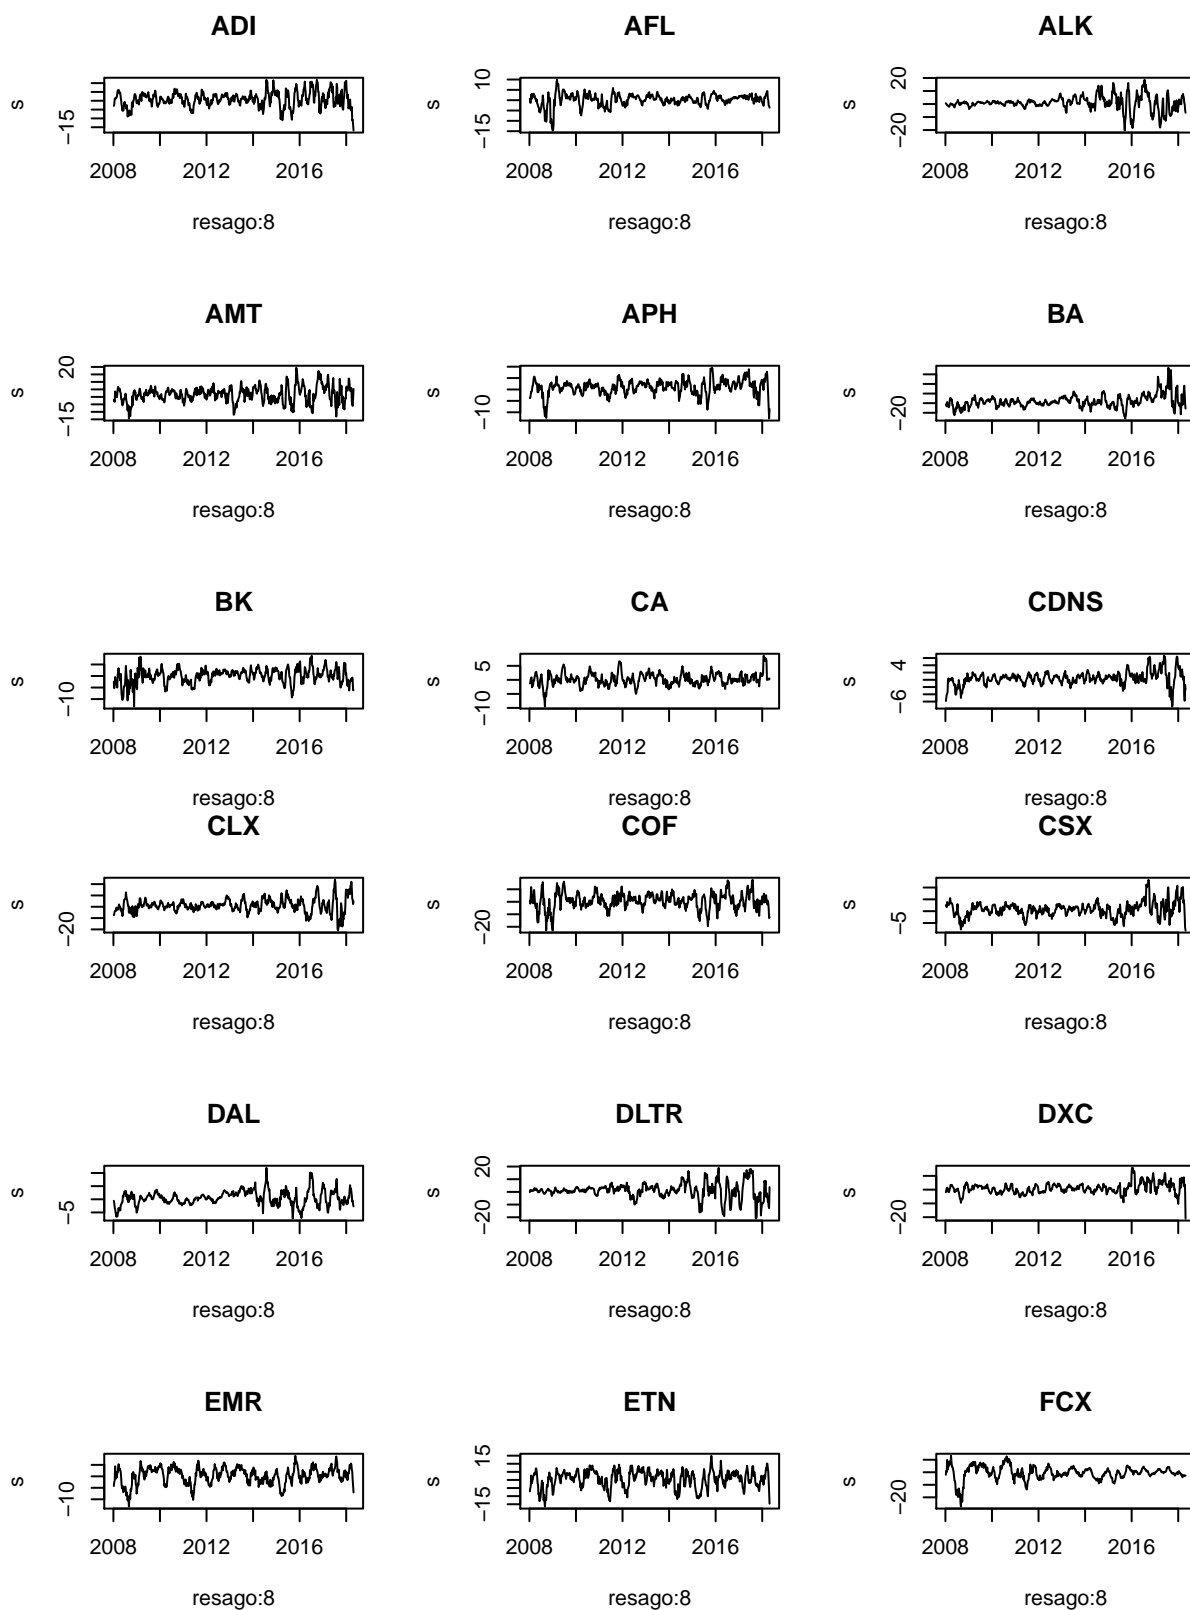 ADI AFL ALK
s −15 s −15 10 s −20 20
2008 2012 2016 2008 2012 2016 2008 2012 2016
resago:8 resago:8 resago:8
AMT APH BA
s −15 20 s −10 s −20
2008 2012 2016 2008 2012 2016 2008 2012 2016
resago:8 resago:8 resago:8
BK CA CDNS
s −10 s −10 5 s −6 4
2008 2012 2016 2008 2012 2016 2008 2012 2016
resago:8 resago:8 resago:8
CLX COF CSX
s −20 s −20 s −5
2008 2012 2016 2008 2012 2016 2008 2012 2016
resago:8 resago:8 resago:8
DAL DLTR DXC
s −5 s −20 20 s −20
2008 2012 2016 2008 2012 2016 2008 2012 2016
resago:8 resago:8 resago:8
EMR ETN FCX
s −10 s −15 15 s −20
2008 2012 2016 2008 2012 2016 2008 2012 2016
resago:8 resago:8 resago:8